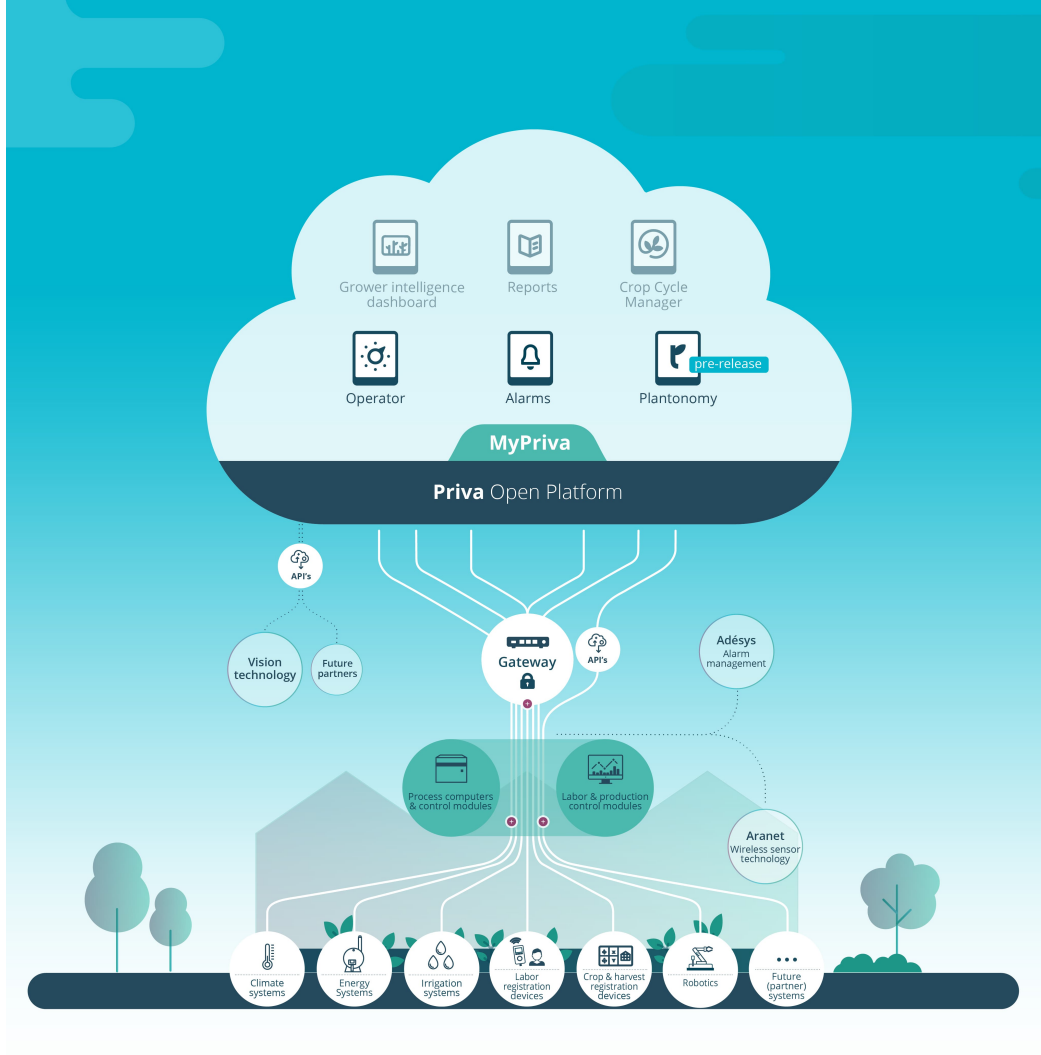 Grower intelligence
dashboard
Reports
Crop Cycle
Manager
Operator
Alarms
Plantonomy
pre-release
MyPriva
Priva Open Platform
API's
Vision
technology
Future
partners
Gateway
API's
Adésys
Alarm
management
Process computers
& control modules
Labor & production
control modules
Aranet
Wireless sensor
technology
Climate
systems
Energy
Systems
Irrigation
systems
Labor
registration
devices
Crop & harvest
registration
devices
Robotics
Future
(partner)
systems